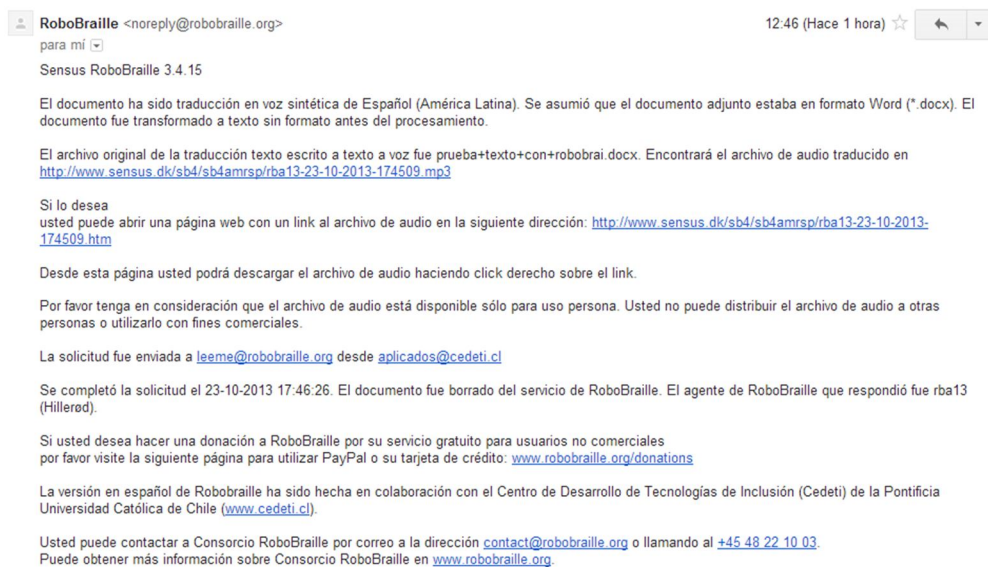 RoboBraille <noreply@robobraille.org>
12:46 (Hace 1 hora)
para mí
Sensus RoboBraille 3.4.15
El documento ha sido traducción en voz sintética de Español (América Latina). Se asumió que el documento adjunto estaba en formato Word (*.docx). El
documento fue transformado a texto sin formato antes del procesamiento.
El archivo original de la traducción texto escrito a texto a voz fue prueba+texto+con+robobrai.docx. Encontrará el archivo de audio traducido en
http://www.sensus.dk/sb4/sb4amrsp/rba13-23-10-2013-174509.mp3
Si lo desea
usted puede abrir una página web con un link al archivo de audio en la siguiente dirección: http://www.sensus.dk/sb4/sb4amrsp/rba13-23-10-2013-
174509.htm
Desde esta página usted podrá descargar el archivo de audio haciendo click derecho sobre el link.
Por favor tenga en consideración que el archivo de audio está disponible sólo para uso persona. Usted no puede distribuir el archivo de audio a otras
personas o utilizarlo con fines comerciales.
La solicitud fue enviada a leeme@robobraille.org desde aplicados@cedeti.cl
Se completó la solicitud el 23-10-2013 17:46:26. El documento fue borrado del servicio de RoboBraille. El agente de RoboBraille que respondió fue rba13
(Hillerød).
Si usted desea hacer una donación a RoboBraille por su servicio gratuito para usuarios no comerciales
por favor visite la siguiente página para utilizar PayPal o su tarjeta de crédito: www.robobraille.org/donations
La versión en español de Robobraille ha sido hecha en colaboración con el Centro de Desarrollo de Tecnologías de Inclusión (Cedeti) de la Pontificia
Universidad Católica de Chile (www.cedeti.cl).
Usted puede contactar a Consorcio RoboBraille por correo a la dirección contact@robobraille.org o llamando al +45 48 22 10 03.
Puede obtener más información sobre Consorcio RoboBraille en www.robobraille.org.